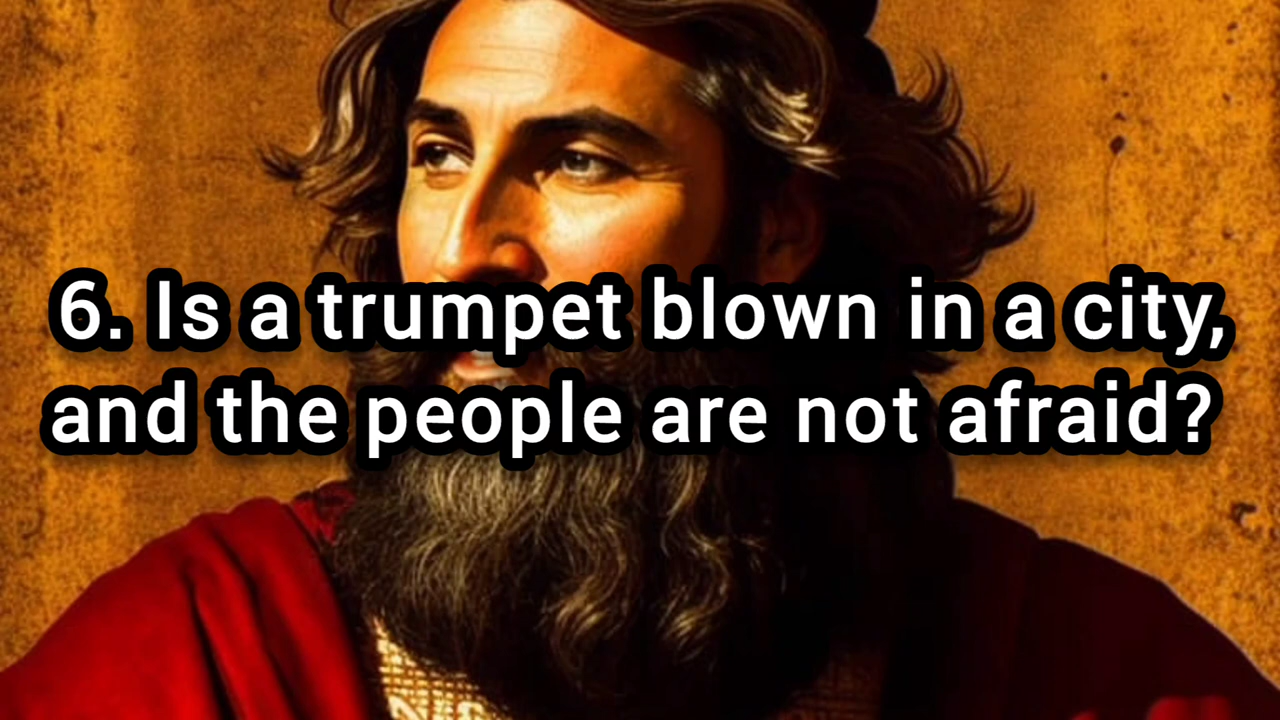 6. Is a trumpet blown in a city,
and the people are not afraid?